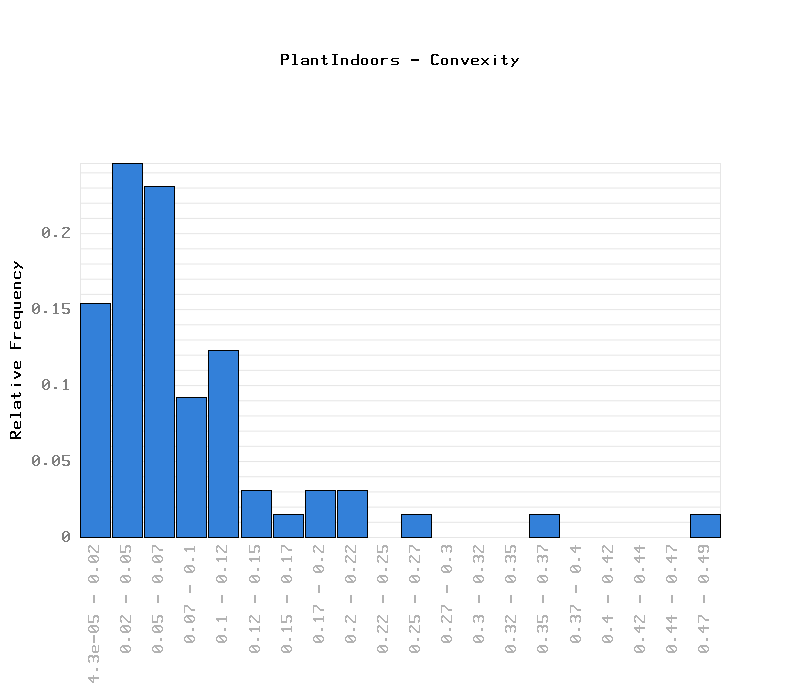 PlantIndoors - Convexity
Relative Frequency
0.2
0.15
0.1
0.05
0
4.3e-05 - 0.02
0.02 - 0.05
0.05 - 0.07
0.07 - 0.1
0.1 - 0.12
0.12 - 0.15
0.15 - 0.17
0.17 - 0.2
0.2 - 0.22
0.22 - 0.25
0.25 - 0.27
0.27 - 0.3
0.3 - 0.32
0.32 - 0.35
0.35 - 0.37
0.37 - 0.4
0.4 - 0.42
0.42 - 0.44
0.44 - 0.47
0.47 - 0.49